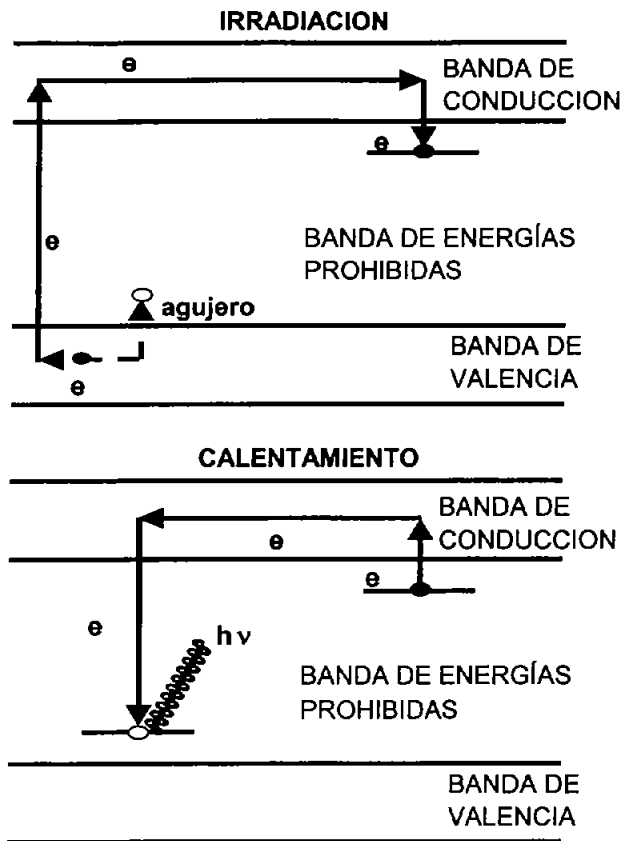 IRRADIACION
e
BANDA DE
CONDUCCION
e
e
BANDA DE ENERGÍAS
PROHIBIDAS
agujero
BANDA DE
VALENCIA
e
CALENTAMIENTO
BANDA DE
CONDUCCION
e
e
e
hν
BANDA DE ENERGÍAS
PROHIBIDAS
BANDA DE
VALENCIA